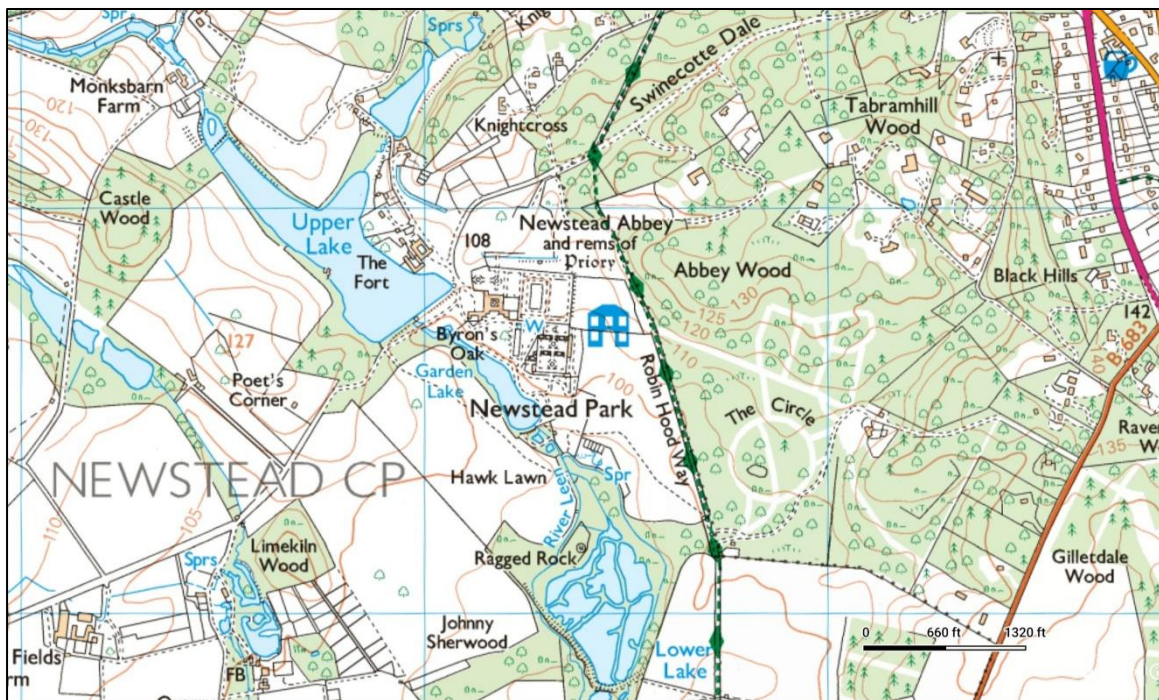 Sprs
Sprs
Monksbarn
Farm
120
130
Knightcross
Swinecotte Dale
Tabramhill
Wood
Castle
Wood
Upper
Lake
The
Fort
108
Newstead Abbey
and rems of
Priory
Abbey Wood
130
125
120
110
Black Hills
142
140
B 683
127
Poet's
Corner
Byron's
Oak
W
Garden
Lake
100
Newstead Park
Robin Hood Way
The Circle
135
NEWSTEAD CP
Hawk Lawn
River Leen
Spr
110
105
Sprs
Limekiln
Wood
Ragged Rock
Gilletdale
Wood
Johnny
Sherwood
Lower
Lake
Fields
FB
0 660 ft 1320 ft